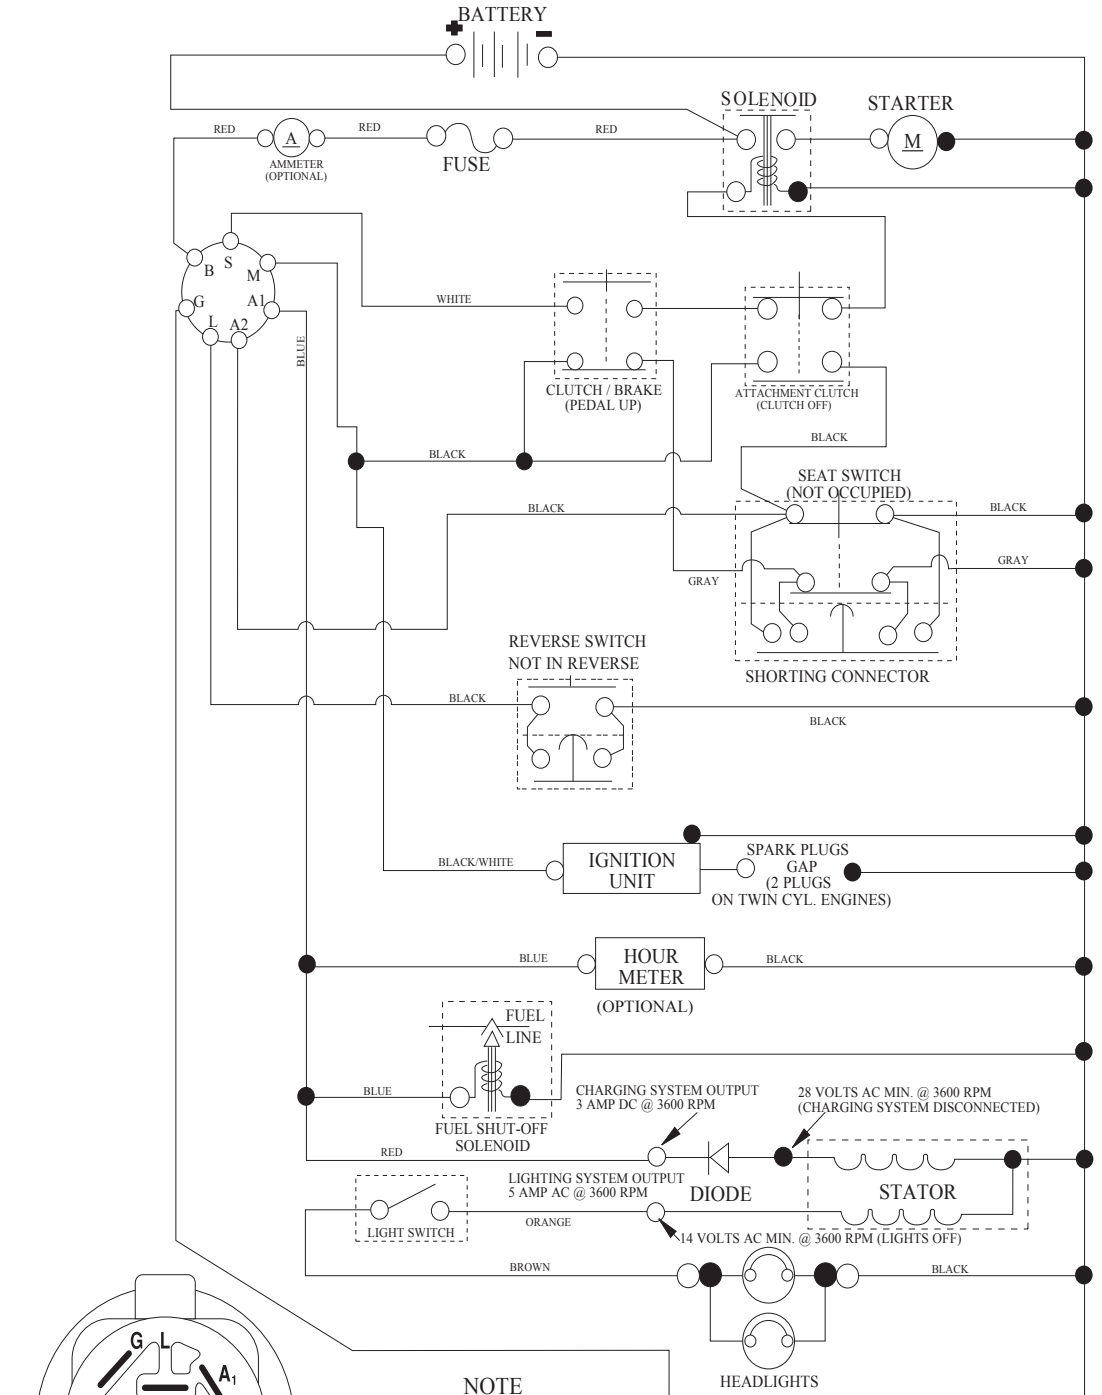 BATTERY
+ -
SOLENOID
STARTER
RED
RED
RED
A
M
AMMETER
(OPTIONAL)
FUSE
S
B
M
G
A1
L
A2
BLUE
WHITE
CLUTCH / BRAKE
(PEDAL UP)
ATTACHMENT CLUTCH
(CLUTCH OFF)
BLACK
BLACK
SEAT SWITCH
(NOT OCCUPIED)
BLACK
BLACK
GRAY
GRAY
REVERSE SWITCH
NOT IN REVERSE
SHORTING CONNECTOR
BLACK
BLACK
BLACK/WHITE
IGNITION
UNIT
SPARK PLUGS
GAP
(2 PLUGS
ON TWIN CYL. ENGINES)
BLUE
HOUR
METER
BLACK
(OPTIONAL)
FUEL
LINE
BLUE
FUEL SHUT-OFF
SOLENOID
CHARGING SYSTEM OUTPUT
3 AMP DC @ 3600 RPM
28 VOLTS AC MIN. @ 3600 RPM
(CHARGING SYSTEM DISCONNECTED)
RED
LIGHTING SYSTEM OUTPUT
5 AMP AC @ 3600 RPM
DIODE
STATOR
LIGHT SWITCH
ORANGE
14 VOLTS AC MIN. @ 3600 RPM (LIGHTS OFF)
BROWN
BLACK
HEADLIGHTS
G L
A1
NOTE